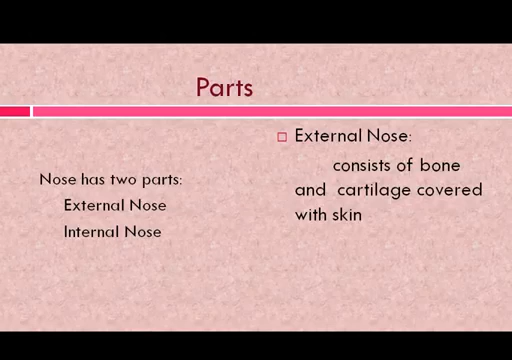 Parts
Nose has two parts:
External Nose
Internal Nose
External Nose:
consists of bone
and cartilage covered
with skin